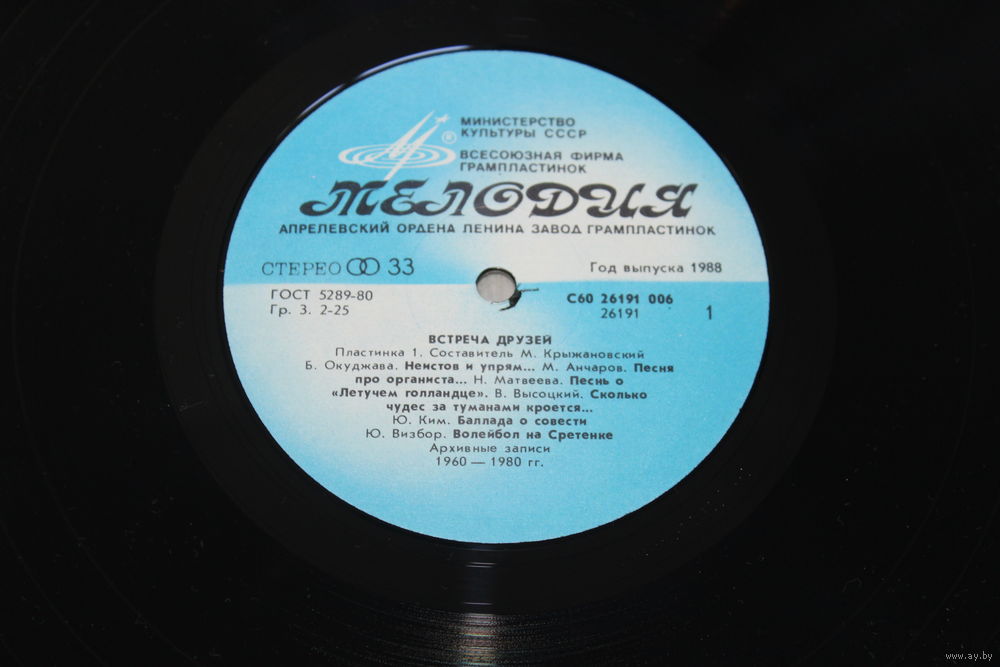 МИНИСТЕРСТВО
КУЛЬТУРЫ СССР
ВСЕСОЮЗНАЯ ФИРМА
ГРАМПЛАСТИНОК
®
МЕЛОДИЯ
АПРЕЛЕВСКИЙ ОРДЕНА ЛЕНИНА ЗАВОД ГРАМПЛАСТИНОК
СТЕРЕО 33
Год выпуска 1988
ГОСТ 5289-80
Гр. 3. 2-25
С60 26191 006
26191
1
ВСТРЕЧА ДРУЗЕЙ
Пластинка 1. Составитель М. Крыжановский
Б. Окуджава. Неистов и упрям... М. Анчаров. Песня
про органиста... Н. Матвеева. Песнь о
«Летучем голландце». В. Высоцкий. Сколько
чудес за туманами кроется...
Ю. Ким. Баллада о совести
Ю. Визбор. Волейбол на Сретенке
Архивные записи
1960 — 1980 гг.
www.ay.by